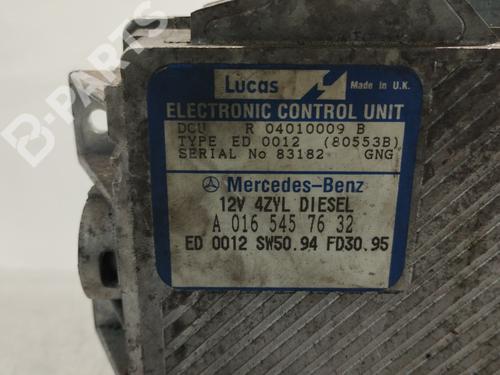 Lucas
Made in U.K.
ELECTRONIC CONTROL UNIT
DCU R 04010009 B
TYPE ED 0012 (80553B)
SERIAL No 83182 GNG
Mercedes-Benz
12V 4ZYL DIESEL
A 016 545 76 32
ED 0012 SW50.94 FD30.95
B-PARTS